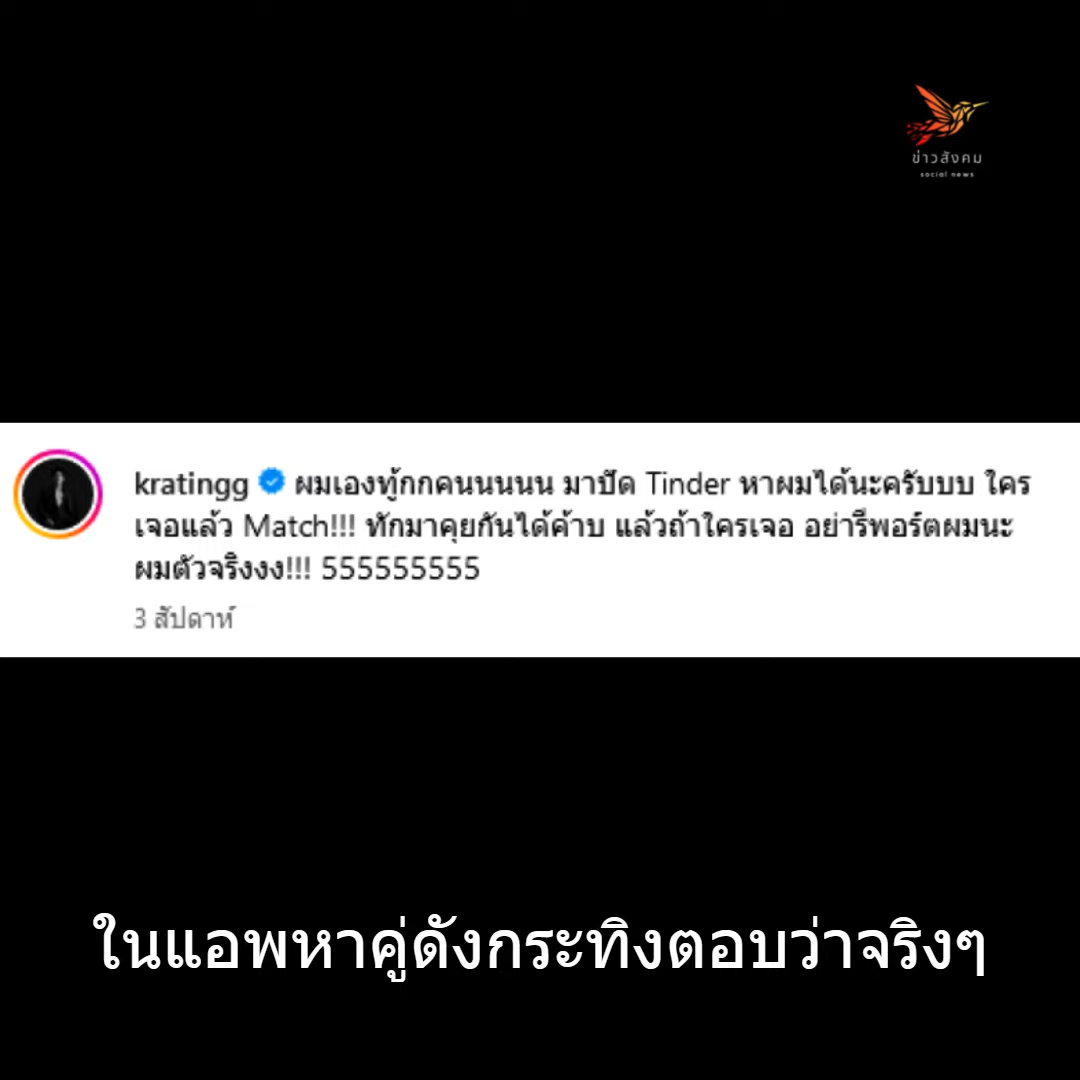 ข่าวสังคม
social news
kratingg ผมเองทู้กกคนนนนน มาปัด Tinder หาผมได้นะครับบบ ใคร
เจอแล้ว Match!!! ทักมาคุยกันได้ค้าบ แล้วถ้าใครเจอ อย่ารีพอร์ตผมนะ
ผมตัวจริงงง!!! 555555555
3 สัปดาห์
ในแอพหาคู่ดังกระทิงตอบว่าจริงๆ